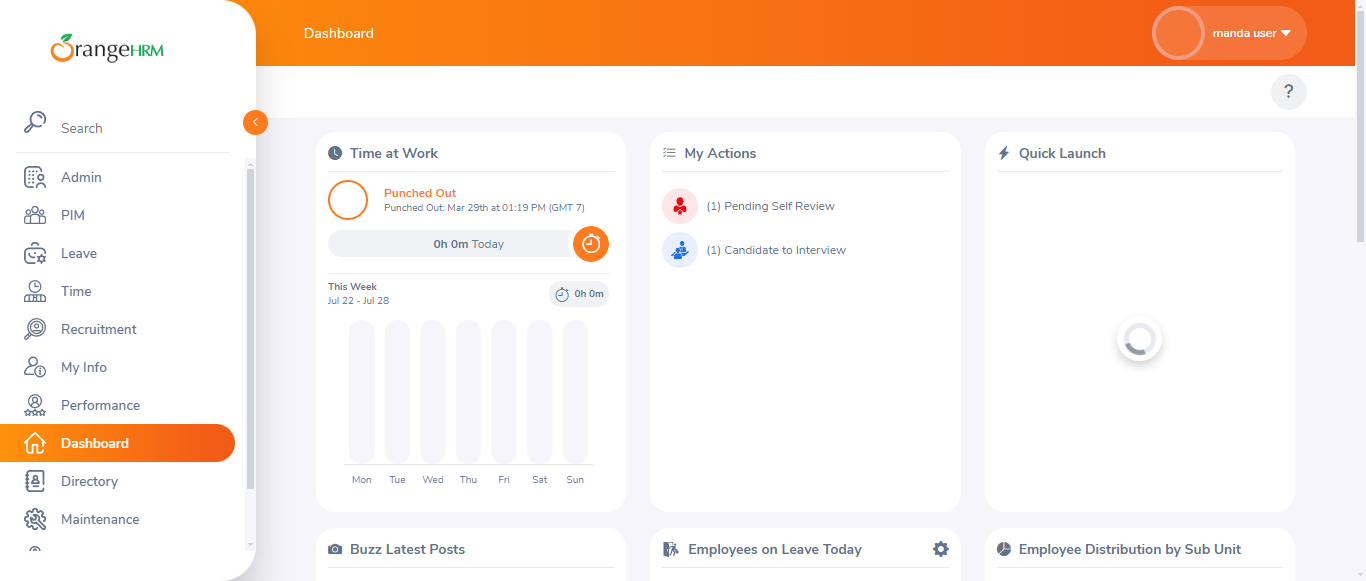 OrangeHRM
Dashboard
manda user
?
Search
Admin
PIM
Leave
Time
Recruitment
My Info
Performance
Dashboard
Directory
Maintenance
Time at Work
Punched Out
Punched Out: Mar 29th at 01:19 PM (GMT 7)
0h 0m Today
This Week
Jul 22 - Jul 28
0h 0m
Mon Tue Wed Thu Fri Sat Sun
My Actions
(1) Pending Self Review
(1) Candidate to Interview
Quick Launch
Buzz Latest Posts
Employees on Leave Today
Employee Distribution by Sub Unit